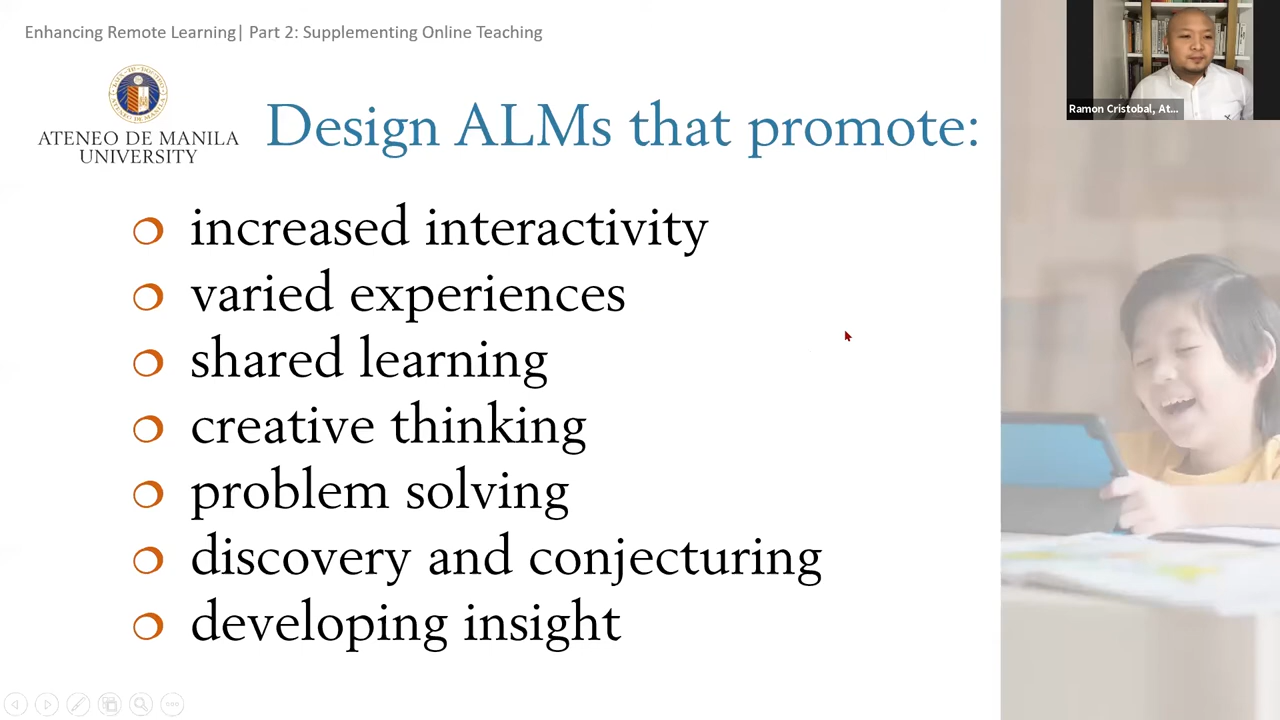 Enhancing Remote Learning| Part 2: Supplementing Online Teaching
ATENEO DE MANILA
UNIVERSITY
Design ALMs that promote:
increased interactivity
varied experiences
shared learning
creative thinking
problem solving
discovery and conjecturing
developing insight
Ramon Cristobal, At...